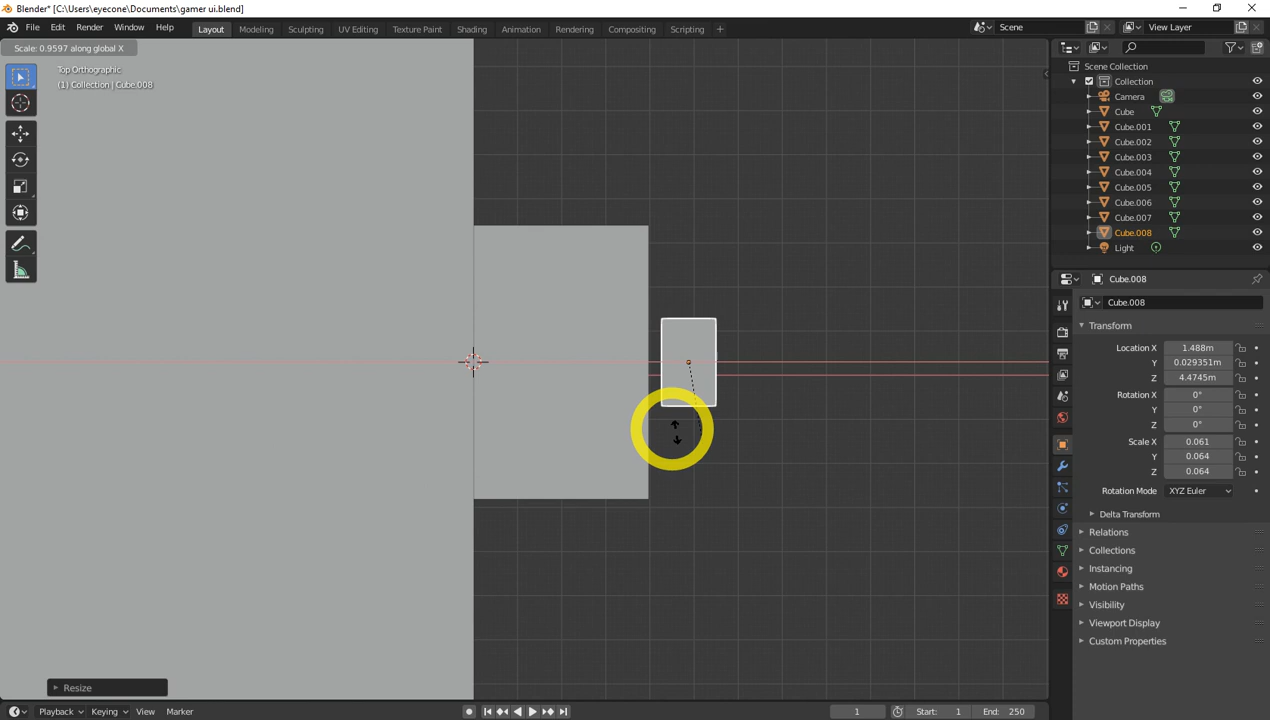 Blender* [C:\Users\eyecone\Documents\gamer ui.blend]
File Edit Render Window Help
Layout Modeling Sculpting UV Editing Texture Paint Shading Animation Rendering Compositing Scripting +
Scene
View Layer
Scale: 0.9597 along global X
Top Orthographic
(1) Collection | Cube.008
Scene Collection
Collection
Camera
Cube
Cube.001
Cube.002
Cube.003
Cube.004
Cube.005
Cube.006
Cube.007
Cube.008
Light
Cube.008
Cube.008
Transform
Location X 1.488m
Y 0.029351m
Z 4.4745m
Rotation X 0°
Y 0°
Z 0°
Scale X 0.061
Y 0.064
Z 0.064
Rotation Mode XYZ Euler
Delta Transform
Relations
Collections
Instancing
Motion Paths
Visibility
Viewport Display
Custom Properties
Resize
Playback Keying View Marker
1
Start: 1
End: 250